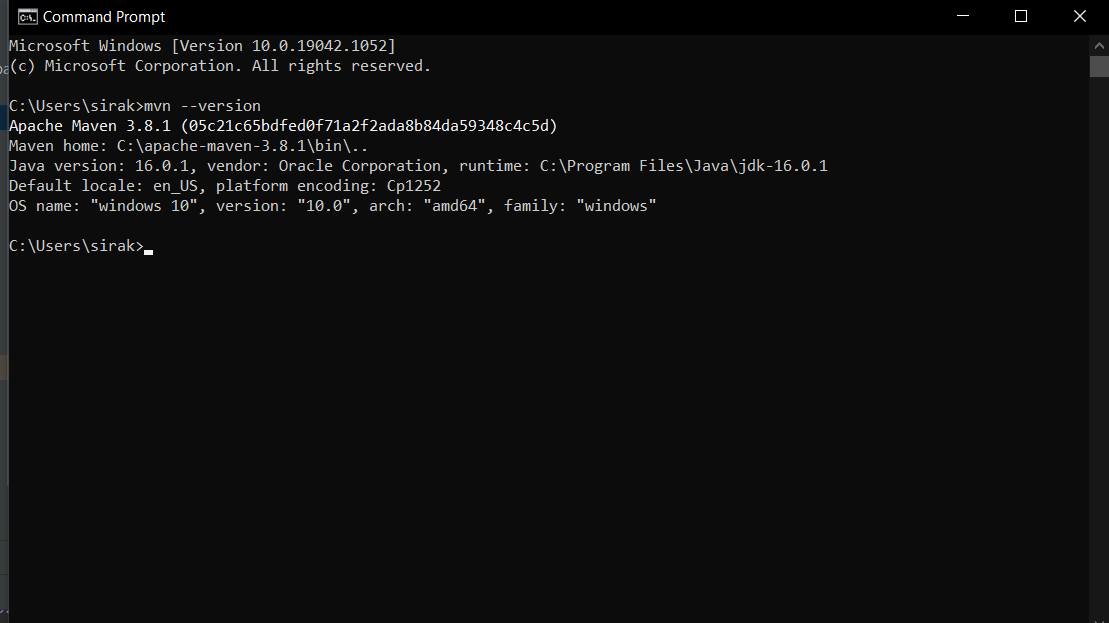 Command Prompt
Microsoft Windows [Version 10.0.19042.1052]
(c) Microsoft Corporation. All rights reserved.
C:\Users\sirak>mvn --version
Apache Maven 3.8.1 (05c21c65bdfed0f71a2f2ada8b84da59348c4c5d)
Maven home: C:\apache-maven-3.8.1\bin\..
Java version: 16.0.1, vendor: Oracle Corporation, runtime: C:\Program Files\Java\jdk-16.0.1
Default locale: en_US, platform encoding: Cp1252
OS name: "windows 10", version: "10.0", arch: "amd64", family: "windows"
C:\Users\sirak>